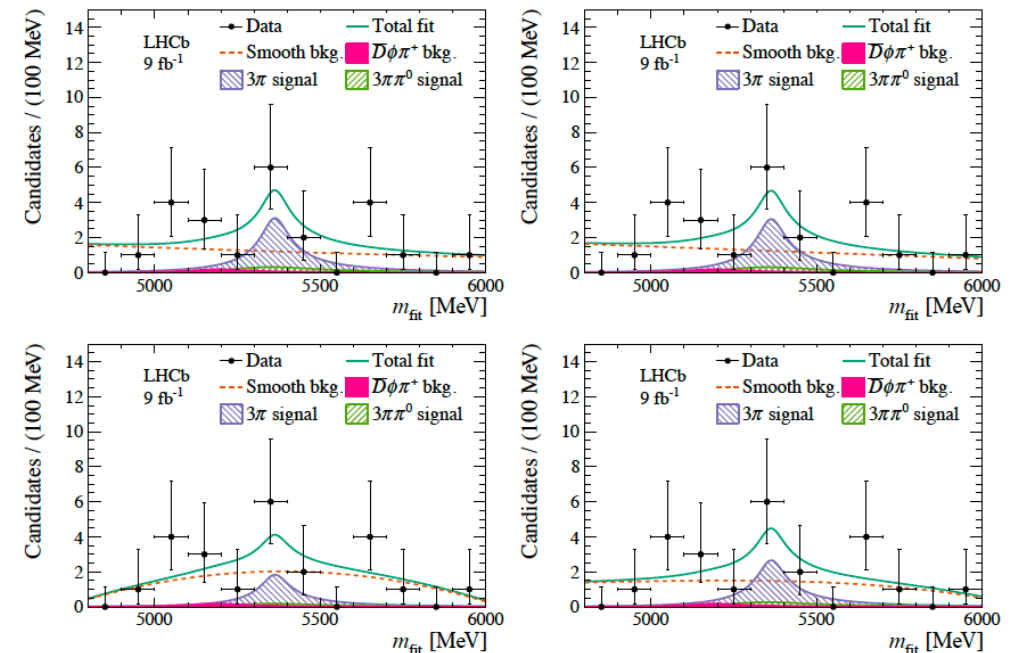 Candidates / (100 MeV)
14
12
10
8
6
4
2
0
LHCb
9 fb⁻¹
Data
Total fit
Smooth bkg.
D̅ϕπ⁺ bkg.
3π signal
3ππ⁰ signal
5000
5500
6000
m_fit [MeV]
Candidates / (100 MeV)
14
12
10
8
6
4
2
0
LHCb
9 fb⁻¹
Data
Total fit
Smooth bkg.
D̅ϕπ⁺ bkg.
3π signal
3ππ⁰ signal
5000
5500
6000
m_fit [MeV]
Candidates / (100 MeV)
14
12
10
8
6
4
2
0
LHCb
9 fb⁻¹
Data
Total fit
Smooth bkg.
D̅ϕπ⁺ bkg.
3π signal
3ππ⁰ signal
5000
5500
6000
m_fit [MeV]
Candidates / (100 MeV)
14
12
10
8
6
4
2
0
LHCb
9 fb⁻¹
Data
Total fit
Smooth bkg.
D̅ϕπ⁺ bkg.
3π signal
3ππ⁰ signal
5000
5500
6000
m_fit [MeV]